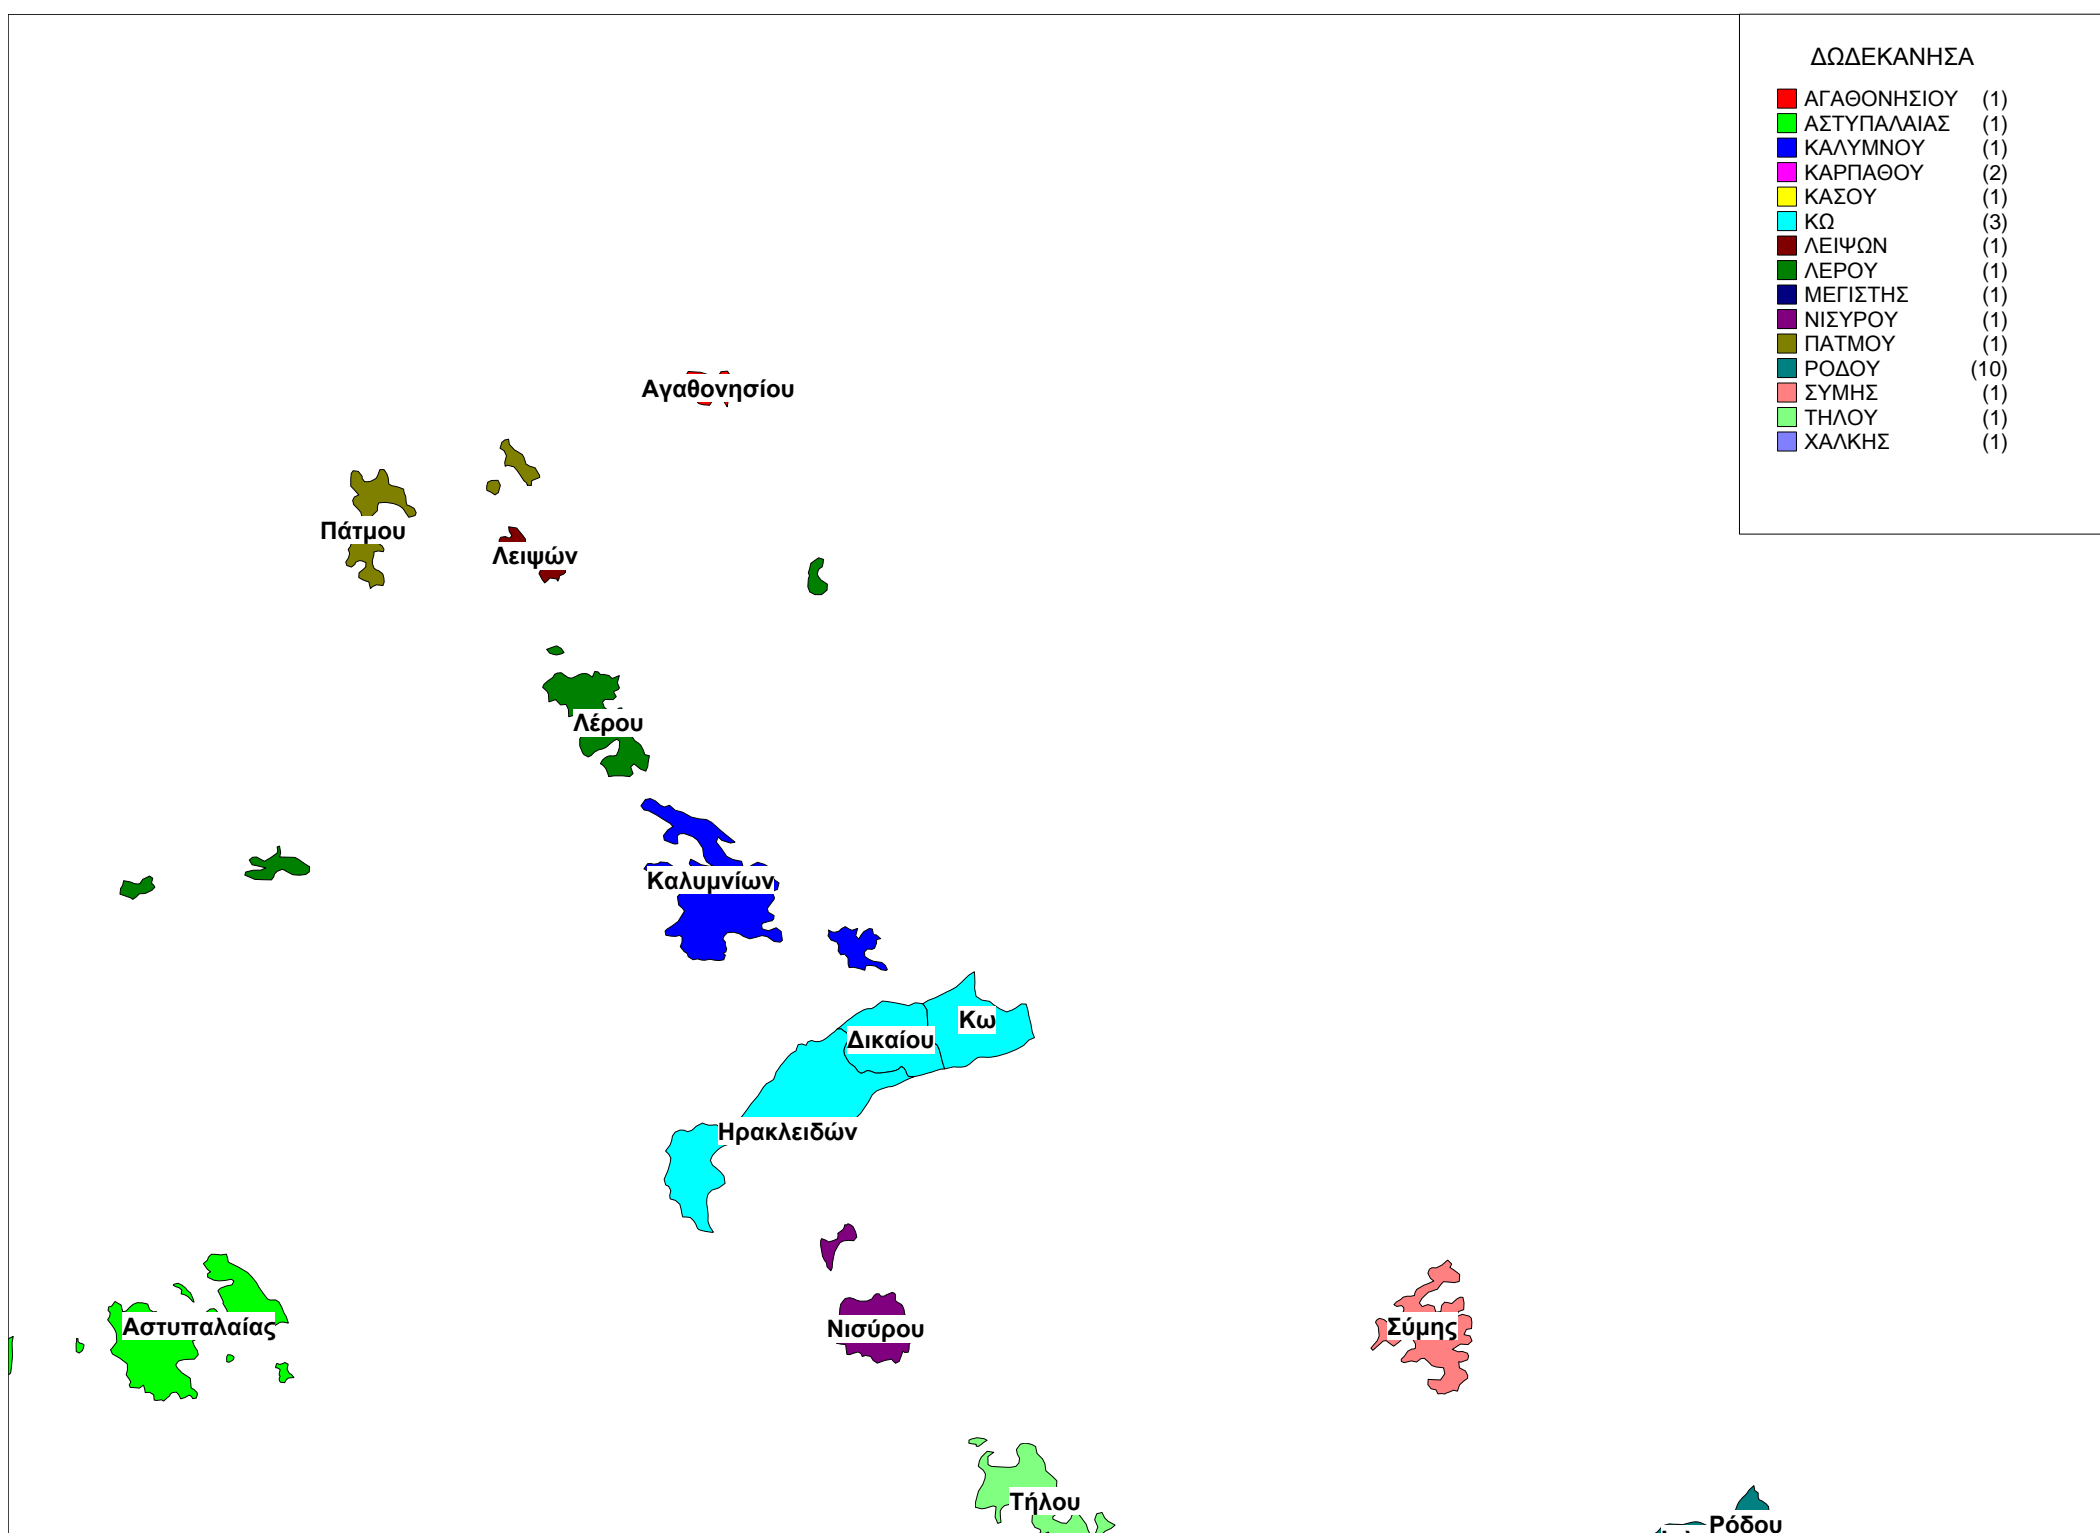 ΔΩΔΕΚΑΝΗΣΑ
ΑΓΑΘΟΝΗΣΙΟΥ (1)
ΑΣΤΥΠΑΛΑΙΑΣ (1)
ΚΑΛΥΜΝΟΥ (1)
ΚΑΡΠΑΘΟΥ (2)
ΚΑΣΟΥ (1)
ΚΩ (3)
ΛΕΙΨΩΝ (1)
ΛΕΡΟΥ (1)
ΜΕΓΙΣΤΗΣ (1)
ΝΙΣΥΡΟΥ (1)
ΠΑΤΜΟΥ (1)
ΡΟΔΟΥ (10)
ΣΥΜΗΣ (1)
ΤΗΛΟΥ (1)
ΧΑΛΚΗΣ (1)
Αγαθονησίου
Πάτμου
Λειψών
Λέρου
Καλυμνίων
Κω
Δικαίου
Ηρακλειδών
Αστυπαλαίας
Νισύρου
Σύμης
Τήλου
Ρόδου